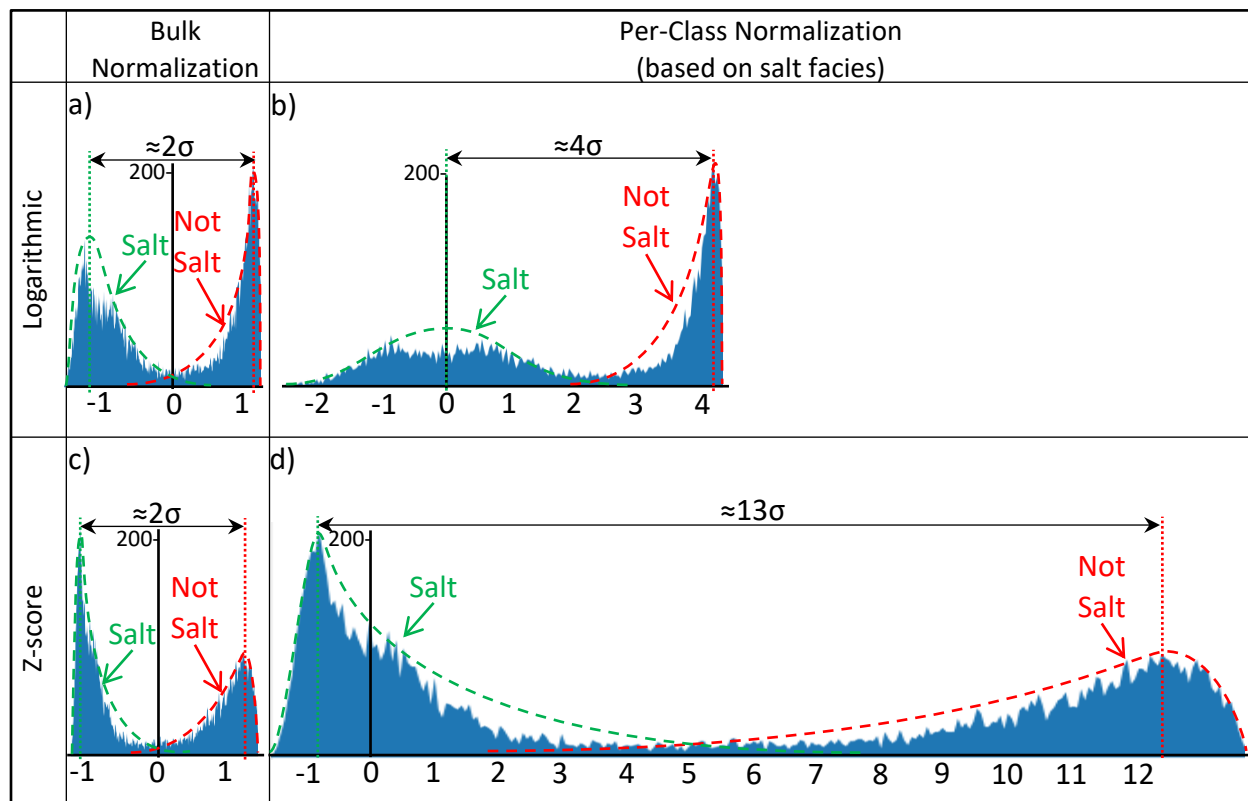 Bulk
Normalization
Per-Class Normalization
(based on salt facies)
Logarithmic
a)
≈2σ
200
Not
Salt
Salt
-1 0 1
b)
≈4σ
200
Not
Salt
Salt
-2 -1 0 1 2 3 4
Z-score
c)
≈2σ
200
Not
Salt
Salt
-1 0 1
d)
≈13σ
200
Salt
Not
Salt
-1 0 1 2 3 4 5 6 7 8 9 10 11 12